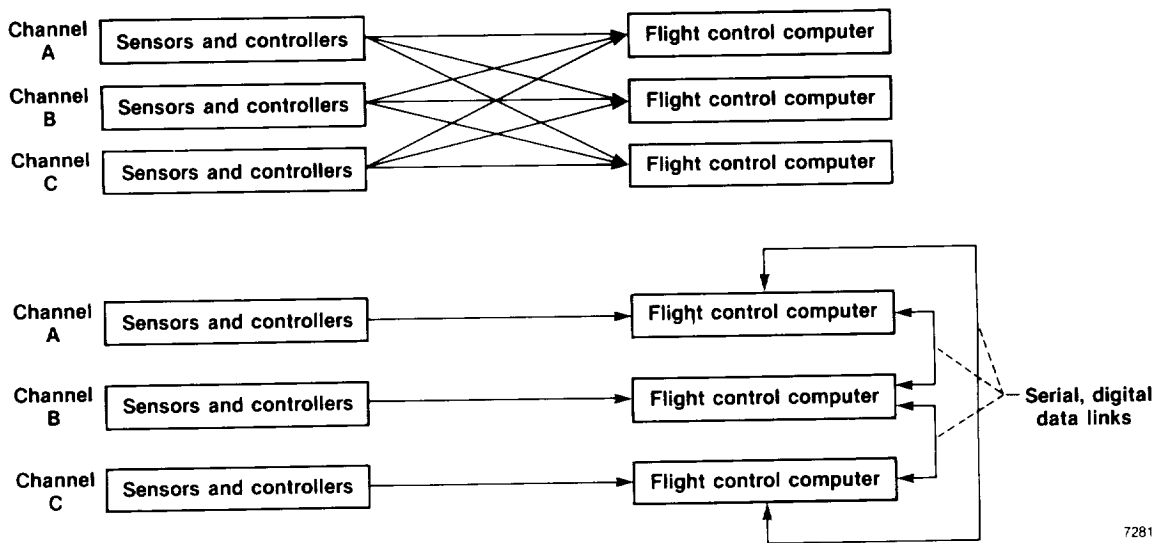 Channel
A
Sensors and controllers
Flight control computer
Channel
B
Sensors and controllers
Flight control computer
Channel
C
Sensors and controllers
Flight control computer
Channel
A
Sensors and controllers
Flight control computer
Channel
B
Sensors and controllers
Flight control computer
Serial, digital
data links
Channel
C
Sensors and controllers
Flight control computer
7281